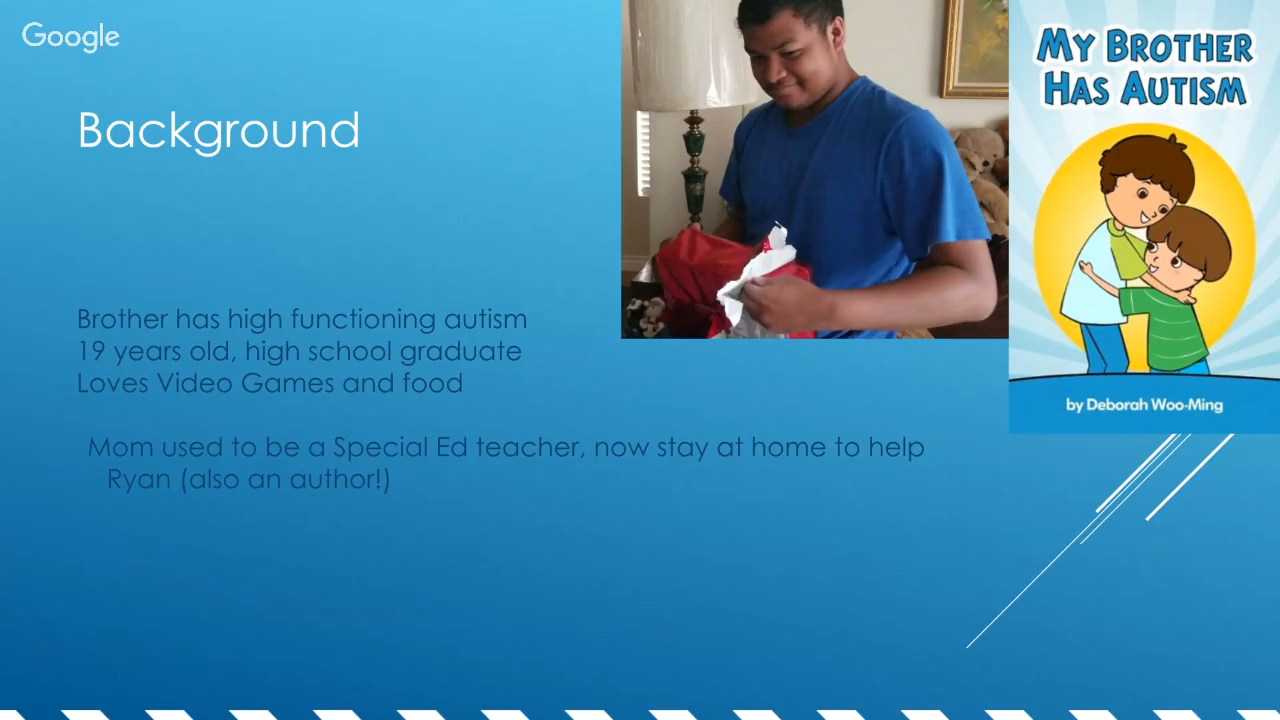 Google
Background
Brother has high functioning autism
19 years old, high school graduate
Loves Video Games and food
Mom used to be a Special Ed teacher, now stay at home to help
Ryan (also an author!)
MY BROTHER
HAS AUTISM
by Deborah Woo-Ming